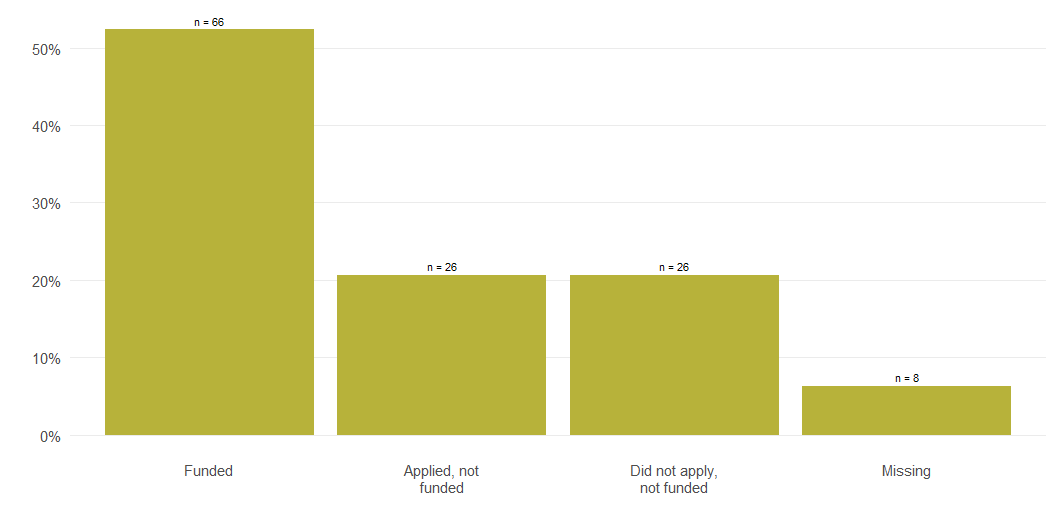 n = 66
50%
40%
30%
n = 26
n = 26
20%
n = 8
10%
0%
Funded
Applied, not
funded
Did not apply,
not funded
Missing